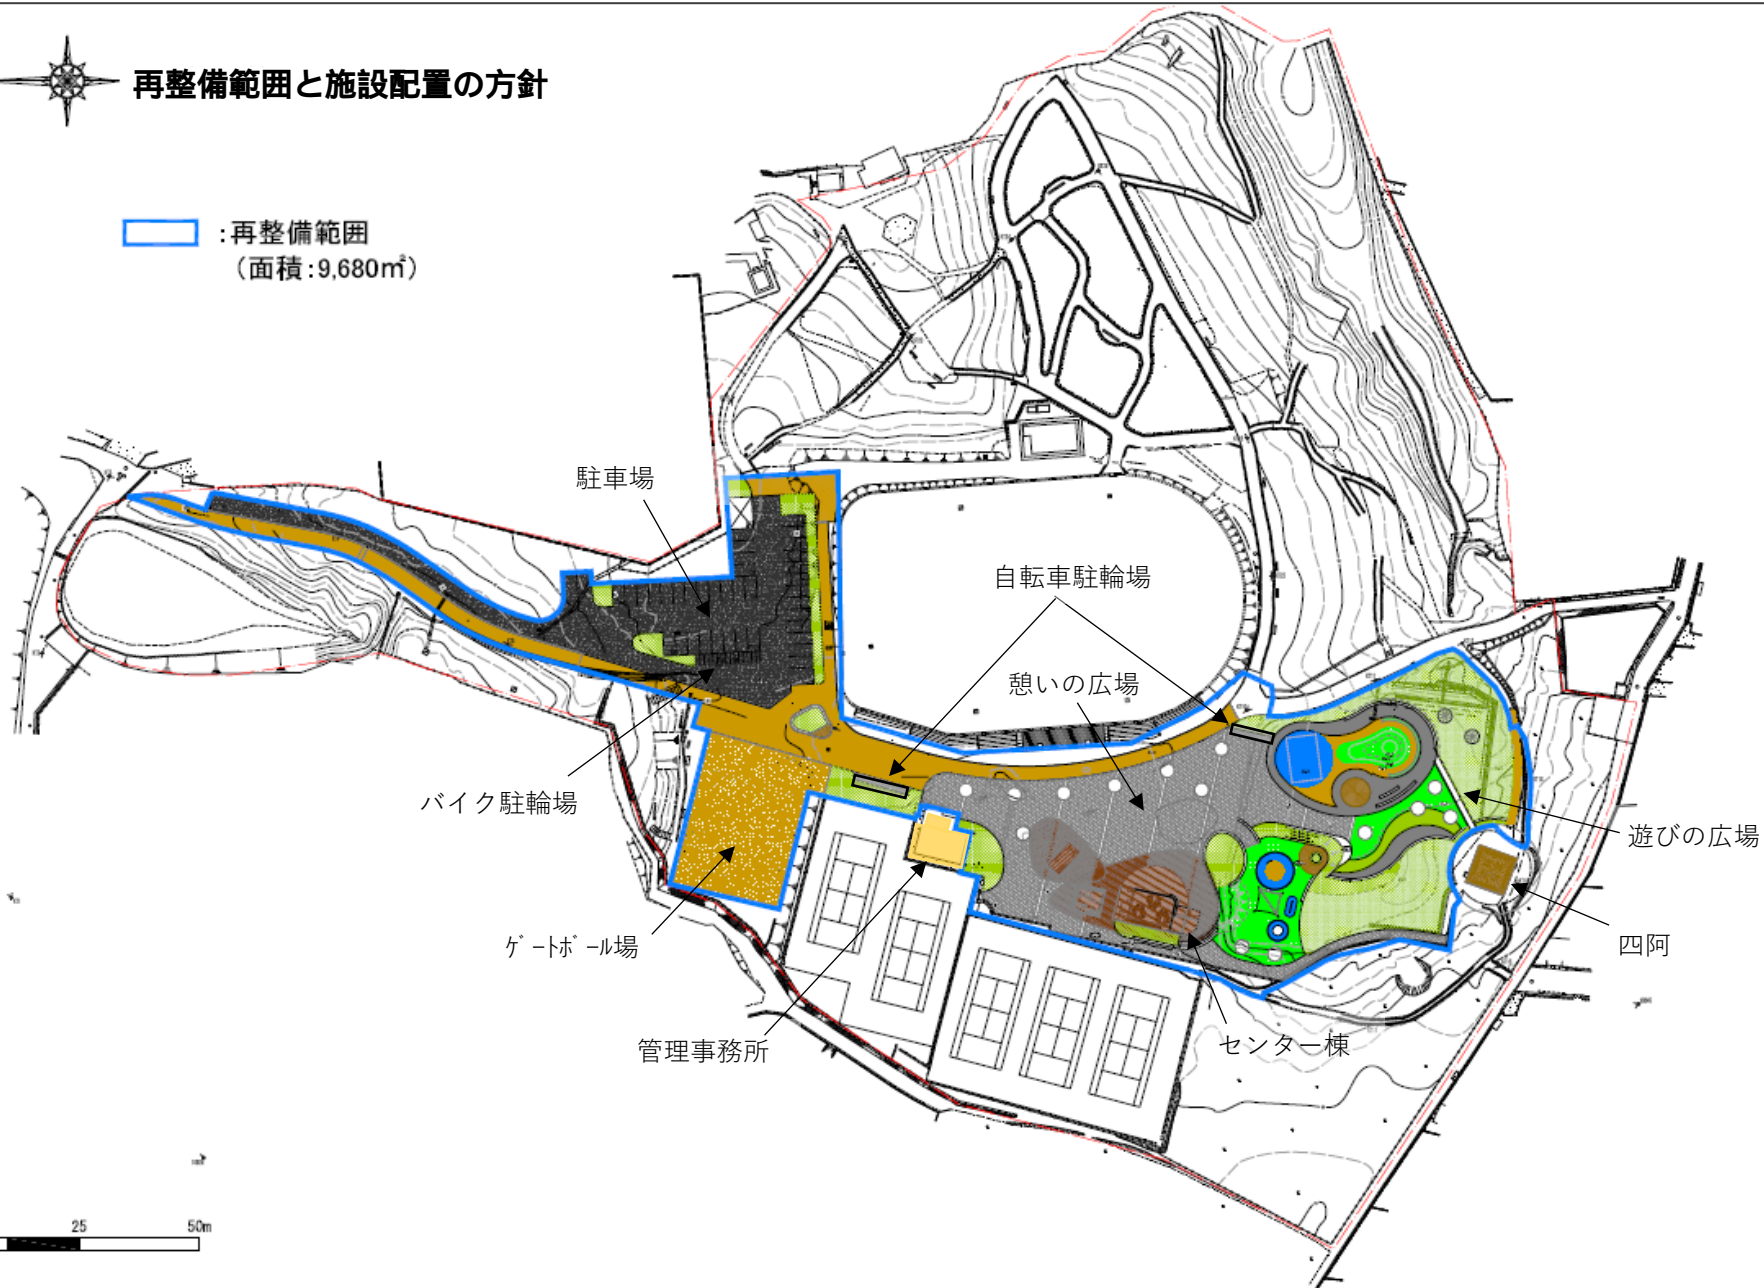 再整備範囲と施設配置の方針
:再整備範囲
（面積:9,680㎡）
駐車場
自転車駐輪場
憩いの広場
バイク駐輪場
遊びの広場
ｹﾞｰﾄﾎﾞｰﾙ場
四阿
管理事務所
センター棟
25
50m